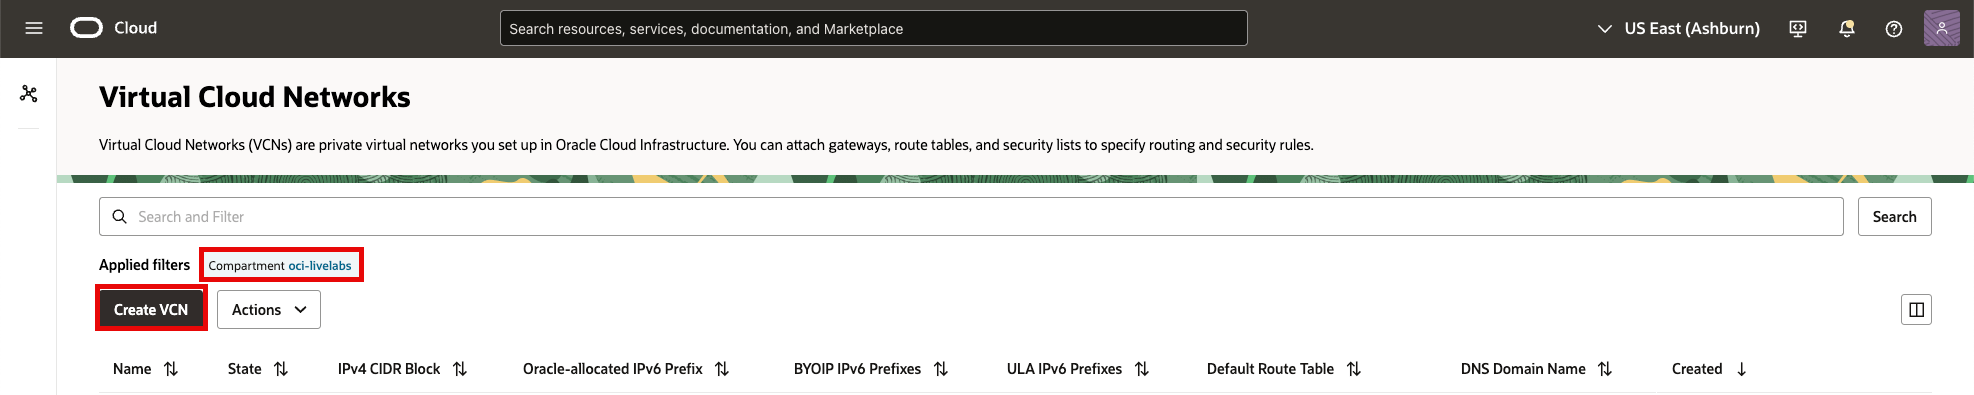 Cloud
Search resources, services, documentation, and Marketplace
US East (Ashburn)
Virtual Cloud Networks
Virtual Cloud Networks (VCNs) are private virtual networks you set up in Oracle Cloud Infrastructure. You can attach gateways, route tables, and security lists to specify routing and security rules.
Search and Filter
Search
Applied filters Compartment oci-livelabs
Create VCN Actions
Name State IPv4 CIDR Block Oracle-allocated IPv6 Prefix BYOIP IPv6 Prefixes ULA IPv6 Prefixes Default Route Table DNS Domain Name Created